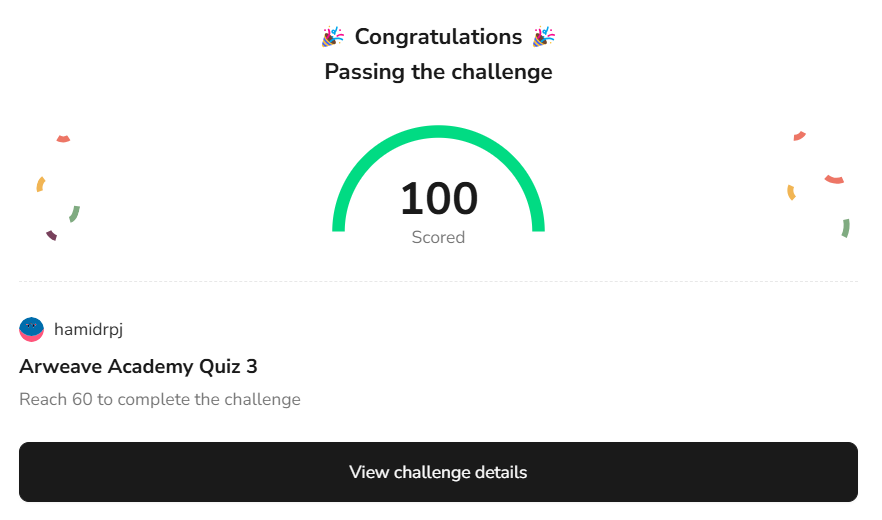 🎉 Congratulations 🎉
Passing the challenge
100
Scored
hamidrpj
Arweave Academy Quiz 3
Reach 60 to complete the challenge
View challenge details